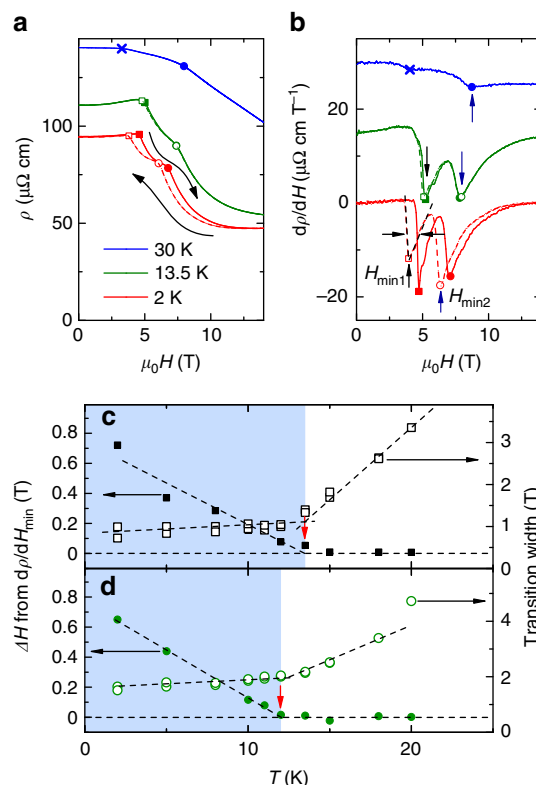 a
b
ρ (μΩ cm)
150
100
50
0
0 5 10
μ0H (T)
30 K
13.5 K
2 K
dρ/dH (μΩ cm T−1)
20
0
−20
0 5 10
μ0H (T)
Hmin1
Hmin2
c
0.8
0.6
0.4
0.2
0
3
2
1
0
d
0.8
0.6
0.4
0.2
0
4
2
0
ΔH from dρ/dHmin (T)
Transition width (T)
0 5 10 15 20
T (K)